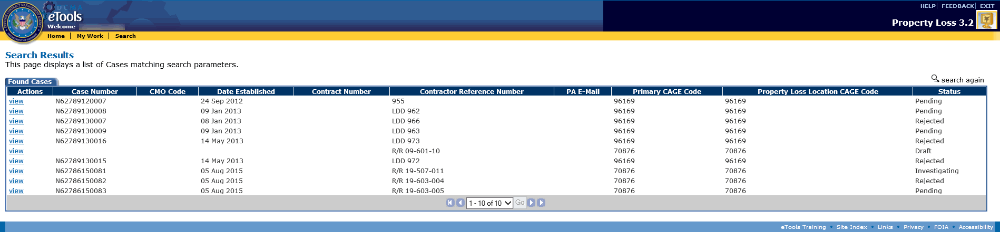 HELP | FEEDBACK | EXIT
DCMA
eTools
Welcome
Property Loss 3.2
Home | My Work | Search
Search Results
This page displays a list of Cases matching search parameters.
Found Cases
search again
Actions Case Number CMO Code Date Established Contract Number Contractor Reference Number PA E-Mail Primary CAGE Code Property Loss Location CAGE Code Status
view N62789120007 24 Sep 2012 955 96169 96169 Pending
view N62789130008 09 Jan 2013 LDD 962 96169 96169 Pending
view N62789130007 08 Jan 2013 LDD 966 96169 96169 Rejected
view N62789130009 09 Jan 2013 LDD 963 96169 96169 Pending
view N62789130016 14 May 2013 LDD 973 96169 96169 Rejected
view R/R 09-601-10 70876 70876 Draft
view N62789130015 14 May 2013 LDD 972 96169 96169 Rejected
view N62786150081 05 Aug 2015 R/R 19-507-011 70876 70876 Investigating
view N62786150082 05 Aug 2015 R/R 19-603-004 70876 70876 Rejected
view N62786150083 05 Aug 2015 R/R 19-603-005 70876 70876 Pending
1 - 10 of 10 Go
eTools Training • Site Index • Links • Privacy • FOIA • Accessibility